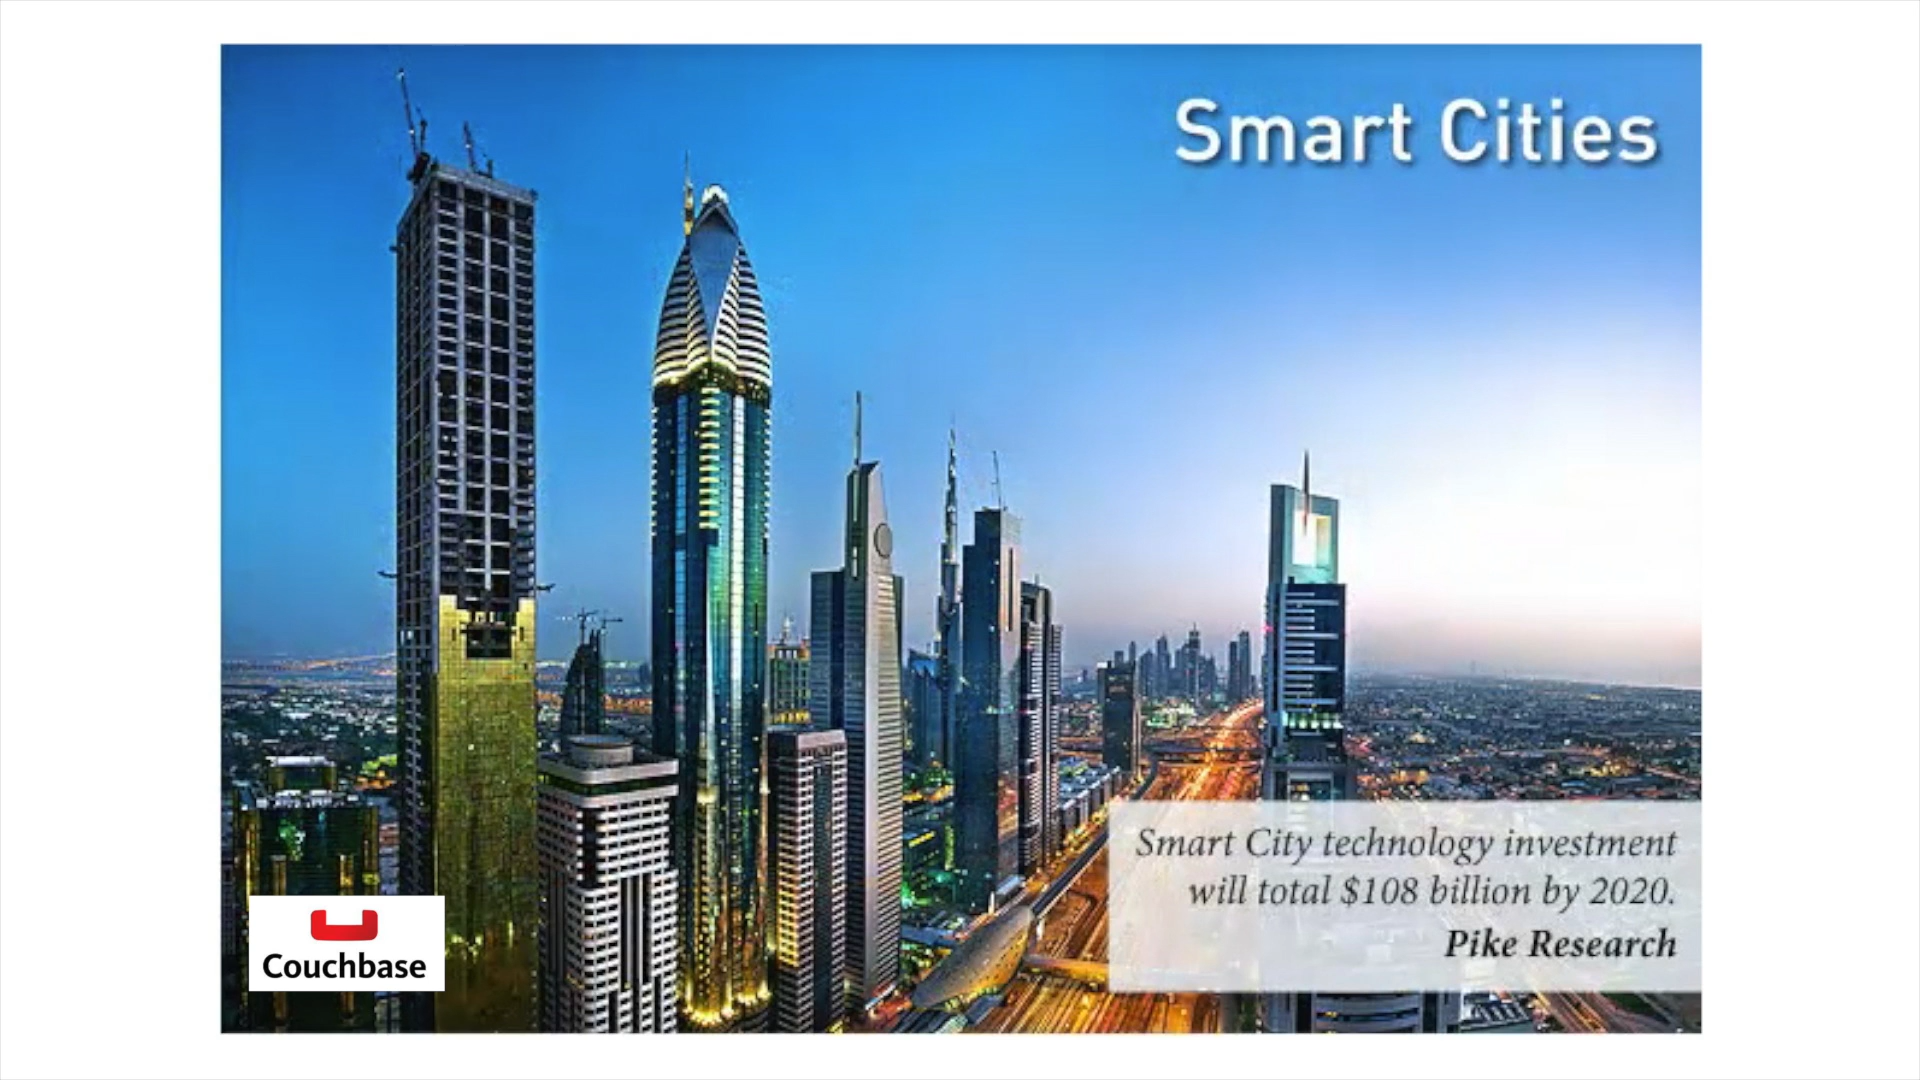 Smart Cities
Smart City technology investment
will total $108 billion by 2020.
Pike Research
Couchbase